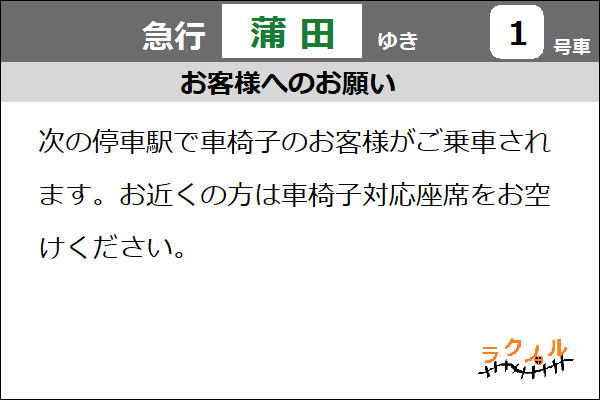 急行 蒲田 ゆき 1 号車
お客様へのお願い
次の停車駅で車椅子のお客様がご乗車され
ます。お近くの方は車椅子対応座席をお空
けください。
ラクノル